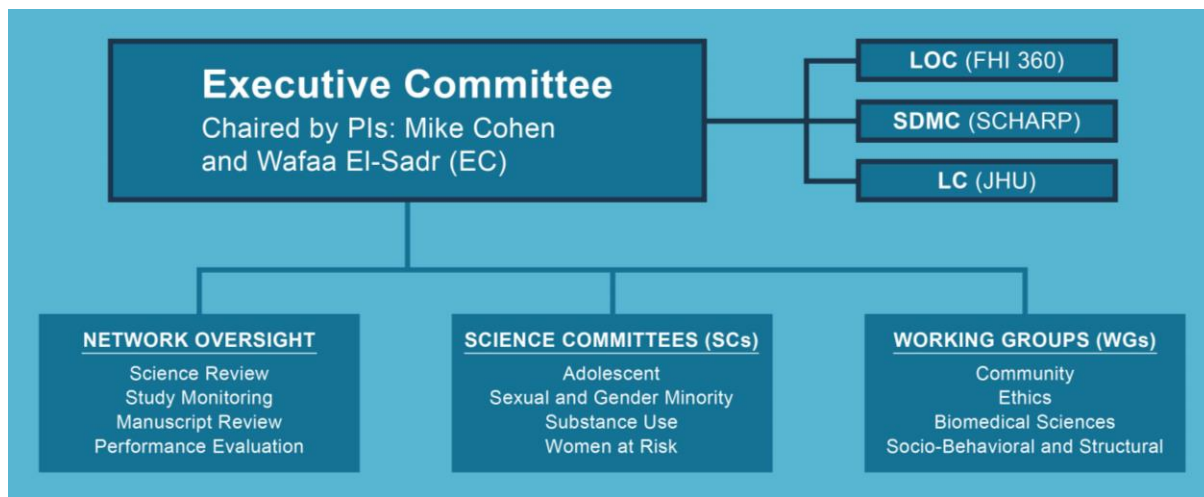 Executive Committee
Chaired by PIs: Mike Cohen
and Wafaa El-Sadr (EC)
LOC (FHI 360)
SDMC (SCHARP)
LC (JHU)
NETWORK OVERSIGHT
Science Review
Study Monitoring
Manuscript Review
Performance Evaluation
SCIENCE COMMITTEES (SCs)
Adolescent
Sexual and Gender Minority
Substance Use
Women at Risk
WORKING GROUPS (WGs)
Community
Ethics
Biomedical Sciences
Socio-Behavioral and Structural